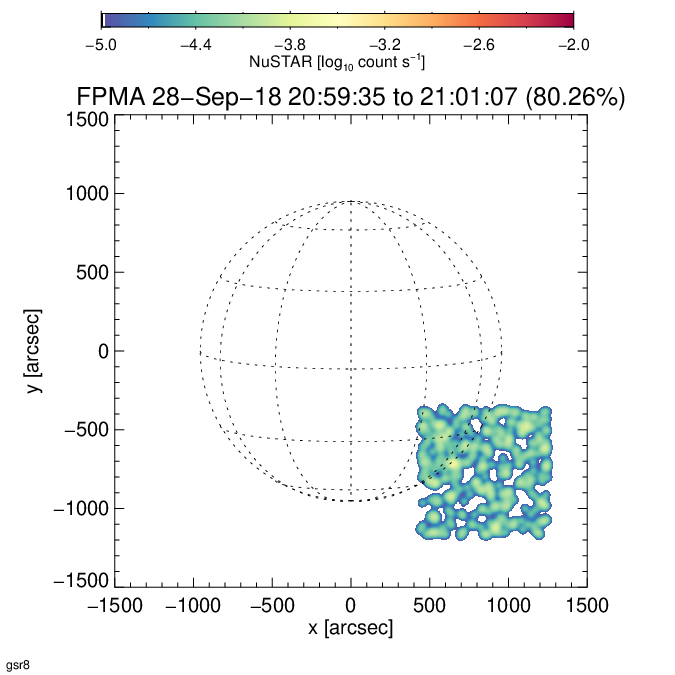 −5.0 −4.4 −3.8 −3.2 −2.6 −2.0
NuSTAR [log₁₀ count s⁻¹]
FPMA 28−Sep−18 20:59:35 to 21:01:07 (80.26%)
1500
1000
500
0
−500
−1000
−1500
y [arcsec]
−1500 −1000 −500 0 500 1000 1500
x [arcsec]
gsr8